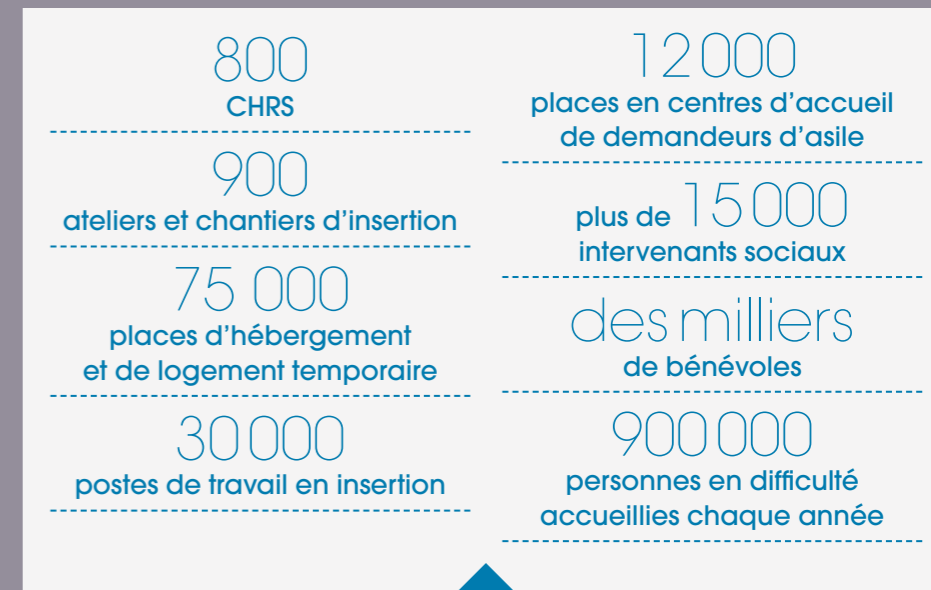 800
CHRS
900
ateliers et chantiers d’insertion
75 000
places d’hébergement
et de logement temporaire
30 000
postes de travail en insertion
12 000
places en centres d’accueil
de demandeurs d’asile
plus de 15 000
intervenants sociaux
des milliers
de bénévoles
900 000
personnes en difficulté
accueillies chaque année